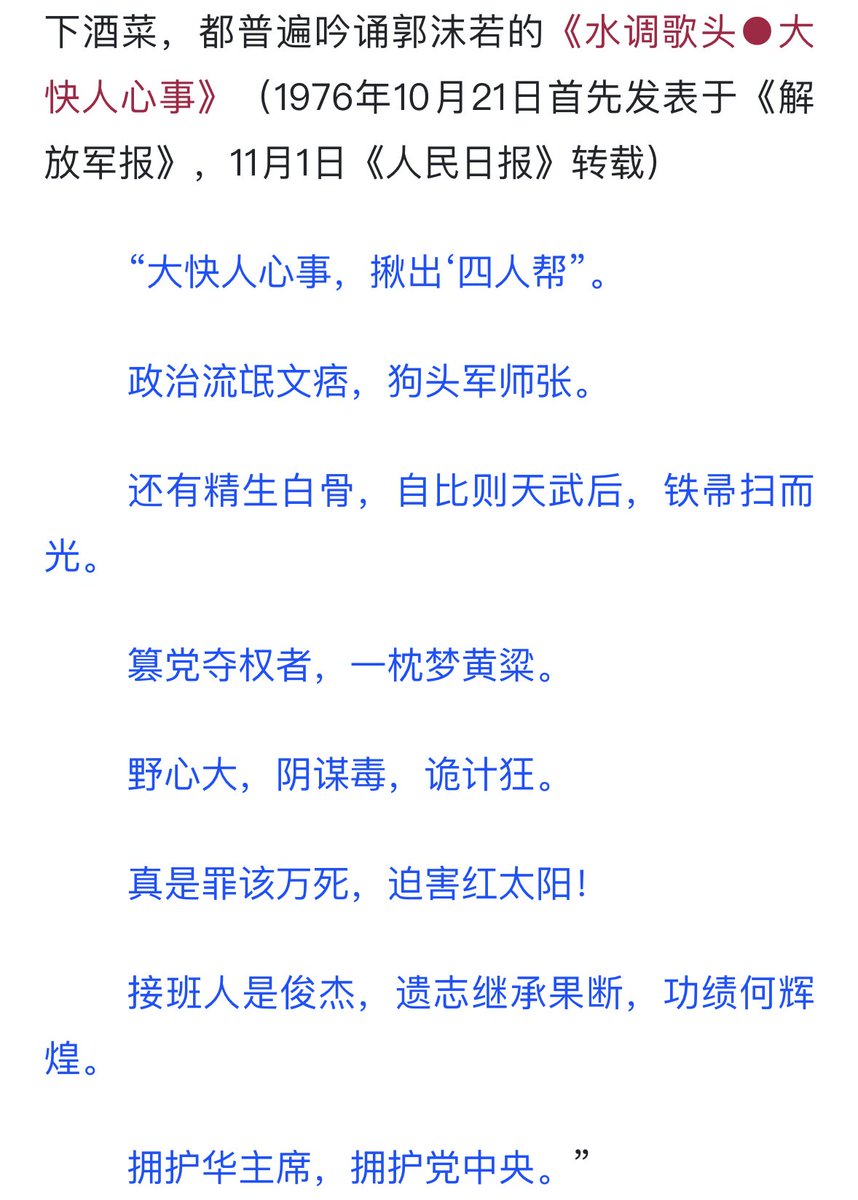 下酒菜，都普遍吟诵郭沫若的《水调歌头●大
快人心事》（1976年10月21日首先发表于《解
放军报》，11月1日《人民日报》转载）
“大快人心事，揪出‘四人帮”。
政治流氓文痞，狗头军师张。
还有精生白骨，自比则天武后，铁帚扫而
光。
篡党夺权者，一枕梦黄粱。
野心大，阴谋毒，诡计狂。
真是罪该万死，迫害红太阳！
接班人是俊杰，遗志继承果断，功绩何辉
煌。
拥护华主席，拥护党中央。”